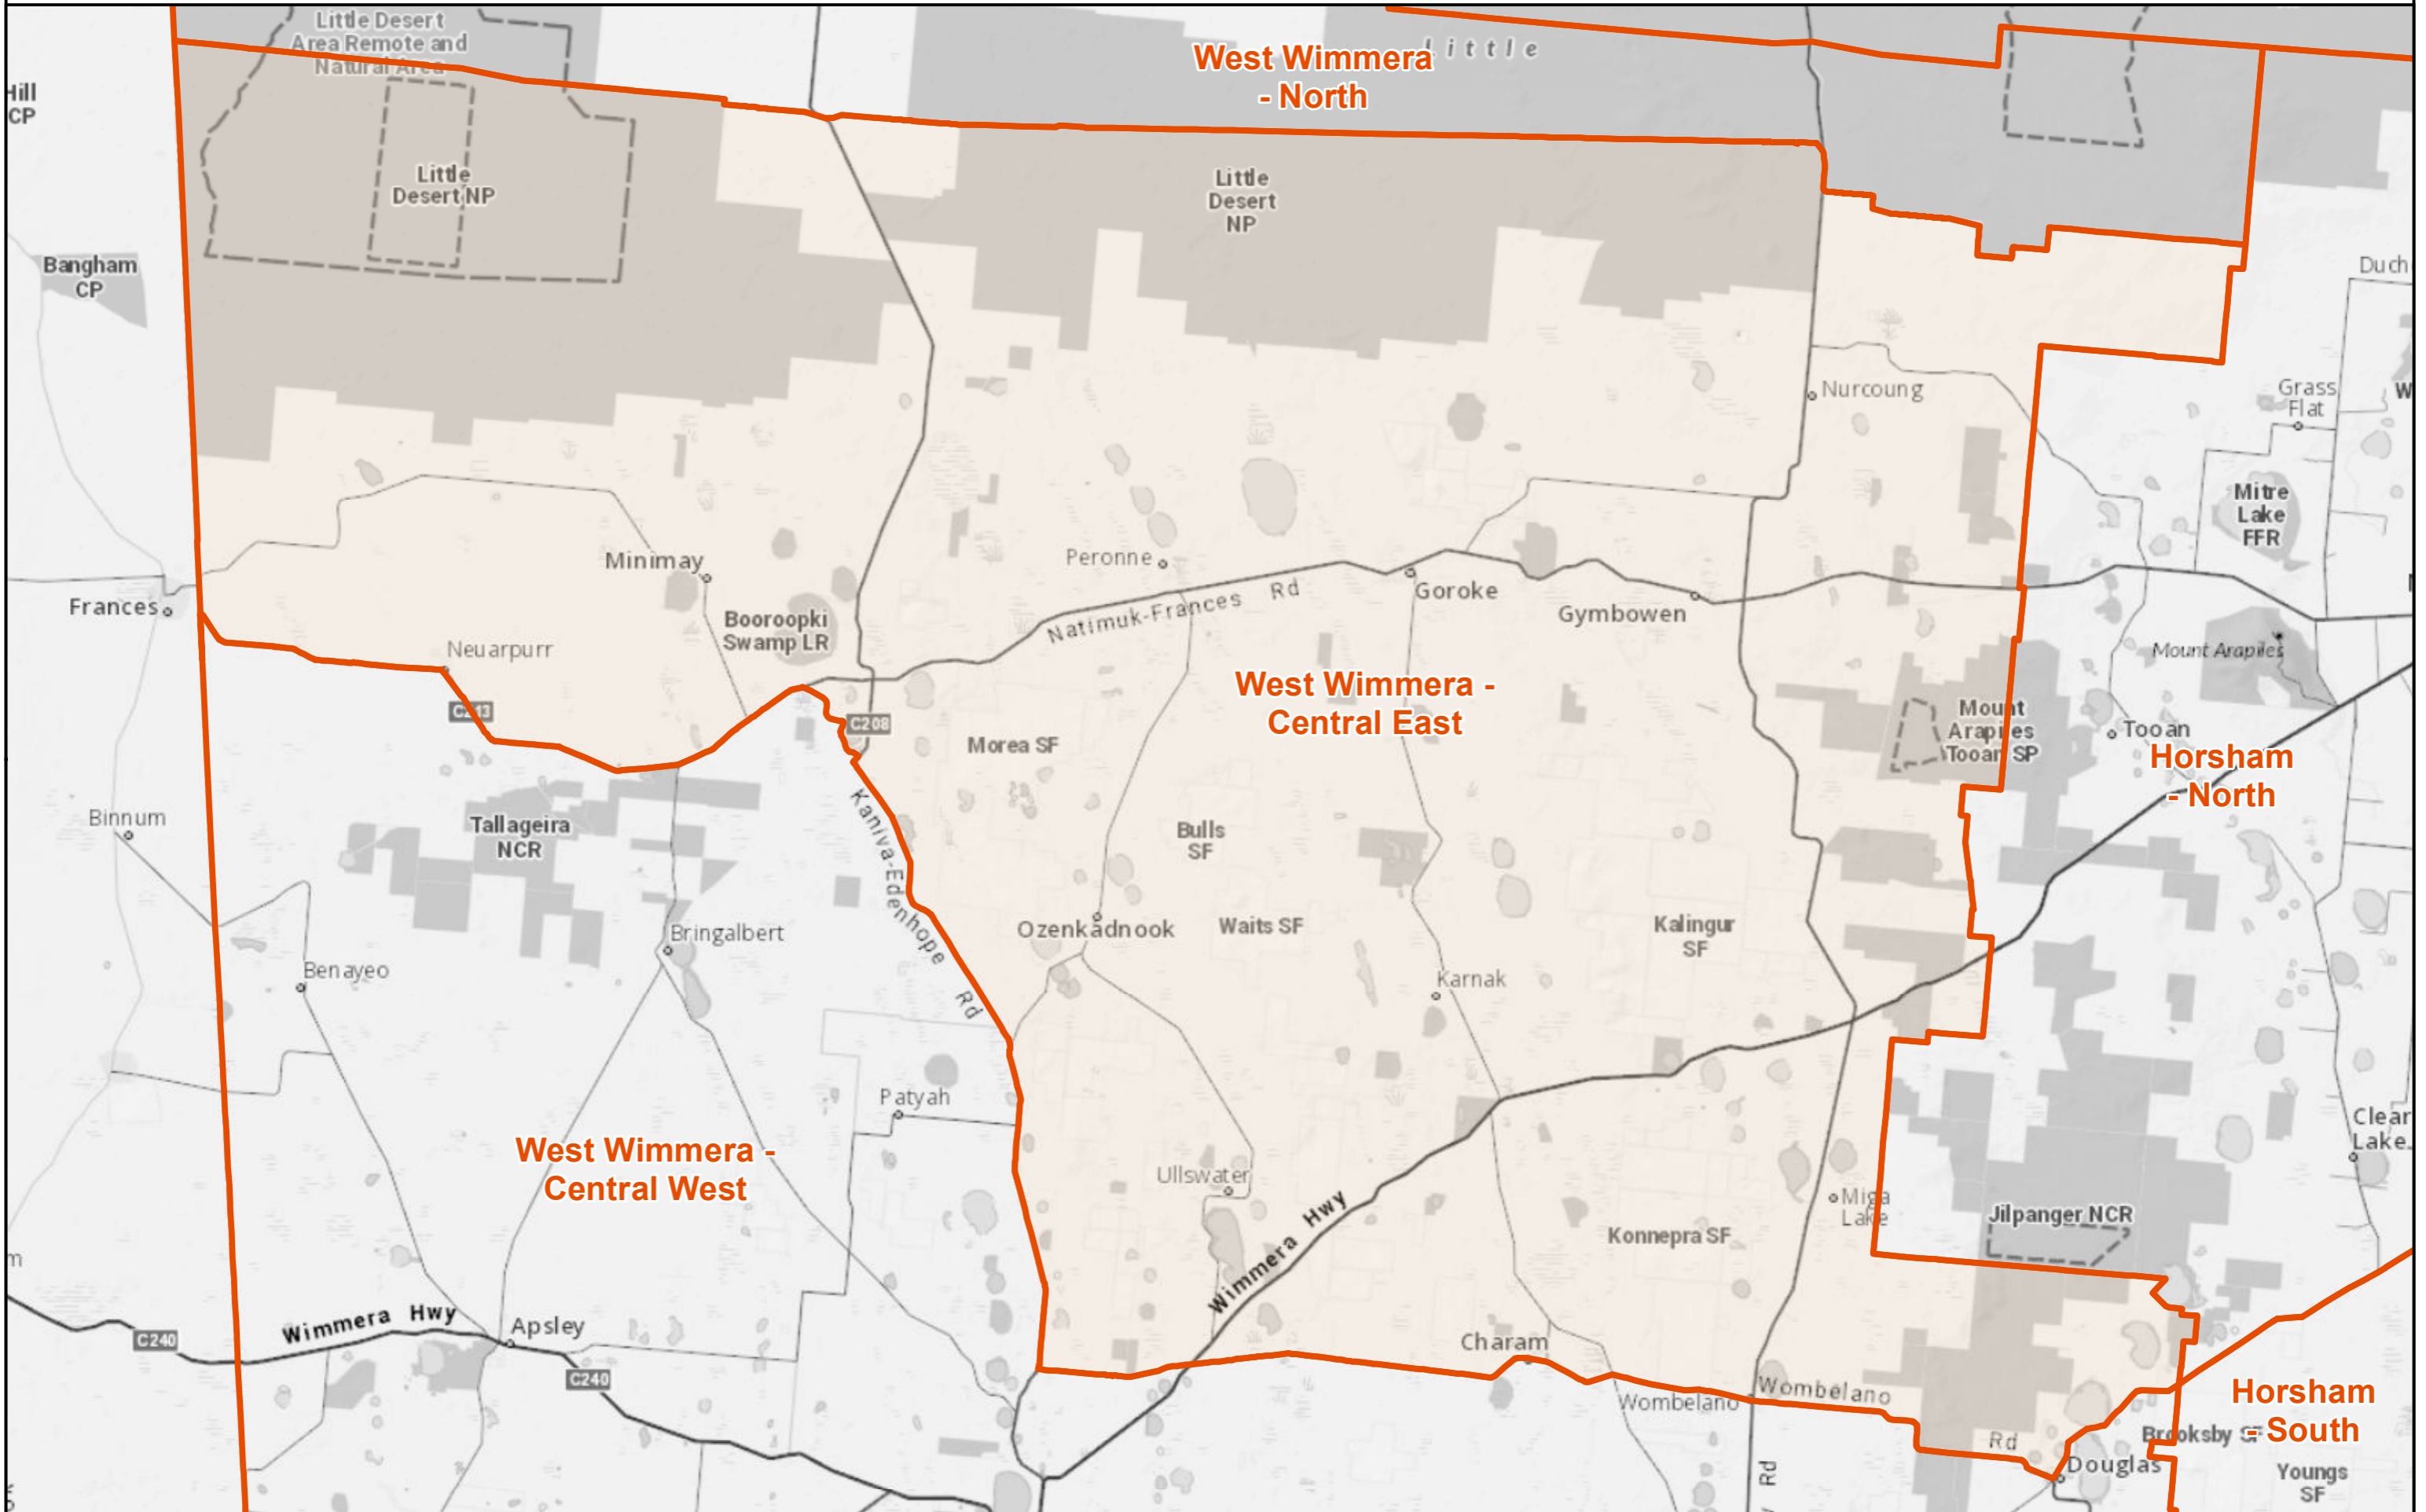 Little Desert
Area Remote and
Natural Area
Little
West Wimmera
- North
Hill
CP
Little
Desert NP
Little
Desert
NP
Bangham
CP
Duch
Nurcoung
Grass
Flat
W
Mitre
Lake
FFR
Minimay
Peronne
Natimuk-Frances Rd
Goroke
Gymbowen
Frances
Booroopki
Swamp LR
Neuarpurr
Mount Arapiles
C213
C208
West Wimmera -
Central East
Morea SF
Mount
Arapiles
Tooan SP
Tooan
Horsham
- North
Binnum
Tallageira
NCR
Kaniva-Edenhope Rd
Bulls
SF
Bringalbert
Ozenkadnook
Waits SF
Kalingur
SF
Benayeo
Karnak
Patyah
Clear
Lake
West Wimmera -
Central West
Ullswater
Miga
Lake
Jilpanger NCR
Konnepra SF
m
Wimmera Hwy
Wimmera Hwy
C240
Apsley
C240
Charam
Wombelano
Wombelano Rd
Horsham
- South
Brooksby SF
Douglas
Youngs
SF
Rd